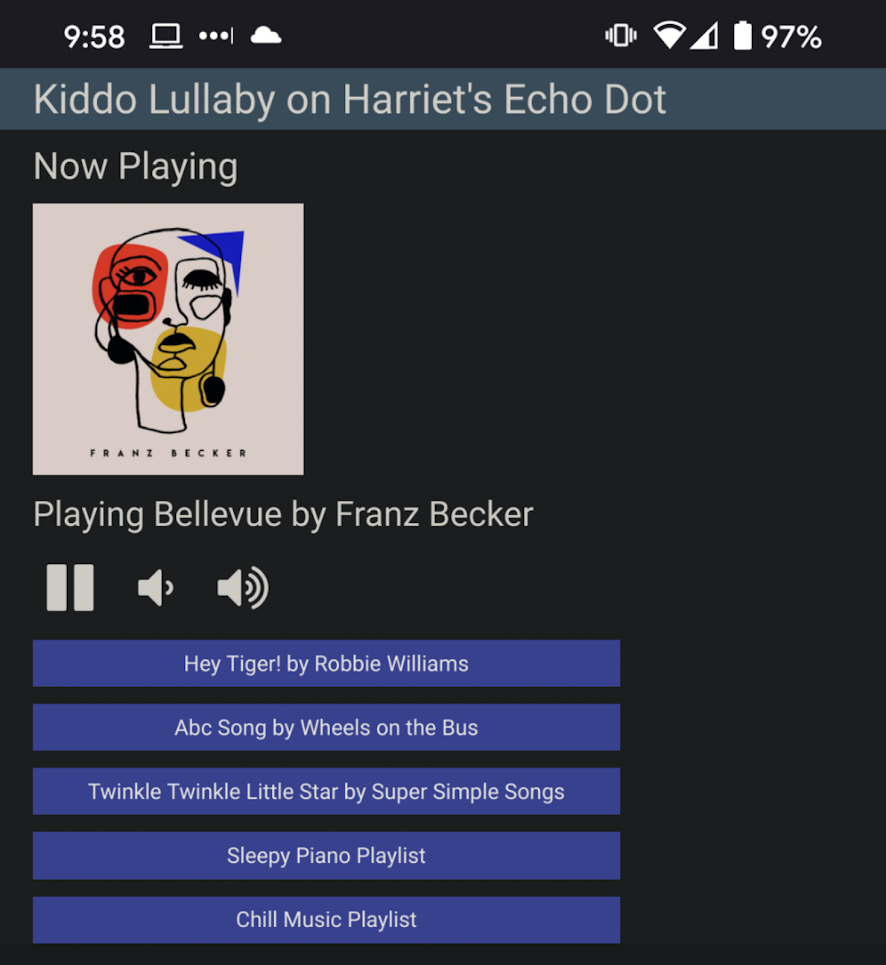 9:58 97%
Kiddo Lullaby on Harriet's Echo Dot
Now Playing
FRANZ BECKER
Playing Bellevue by Franz Becker
Hey Tiger! by Robbie Williams
Abc Song by Wheels on the Bus
Twinkle Twinkle Little Star by Super Simple Songs
Sleepy Piano Playlist
Chill Music Playlist